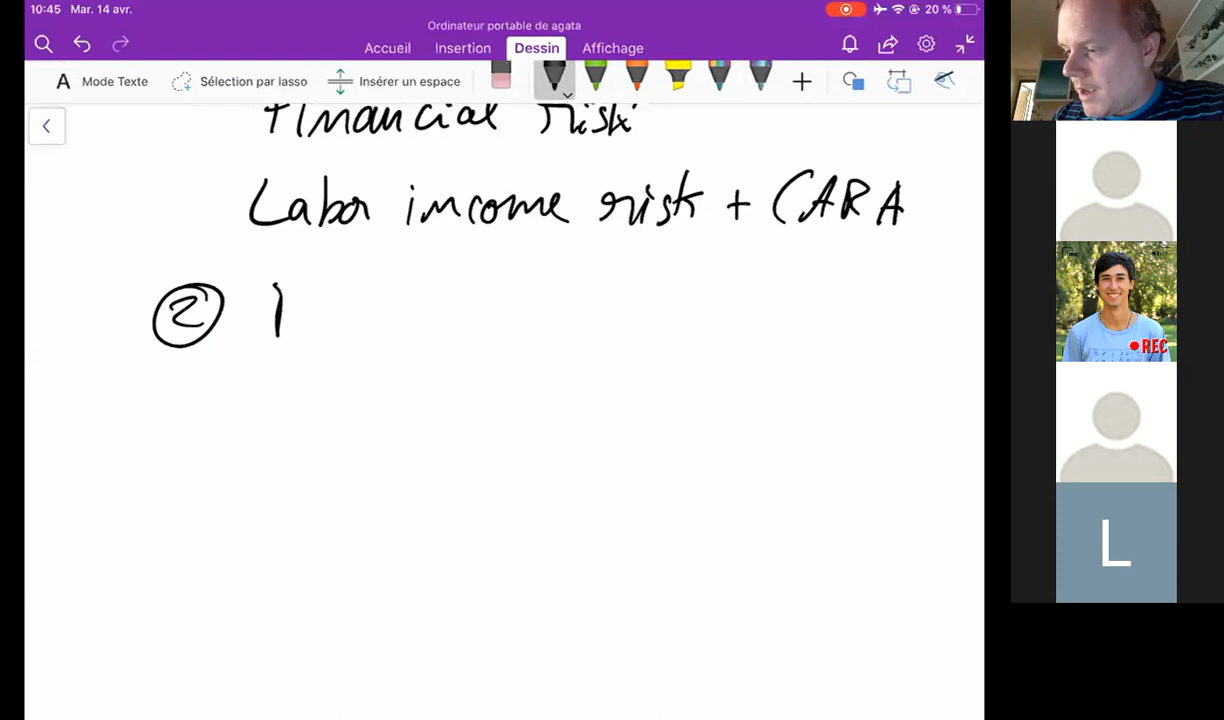 10:45 Mar. 14 avr.
20 %
Ordinateur portable de agata
Accueil Insertion Dessin Affichage
A Mode Texte Sélection par lasso Insérer un espace
Financial risk
Labor income risk + CARA
② I
REC
L